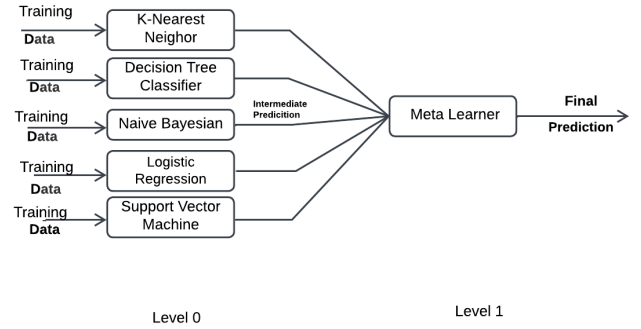 Training
Data
K-Nearest
Neighor
Training
Data
Decision Tree
Classifier
Training
Data
Naive Bayesian
Intermediate
Predicition
Training
Data
Logistic
Regression
Training
Data
Support Vector
Machine
Meta Learner
Final
Prediction
Level 0
Level 1